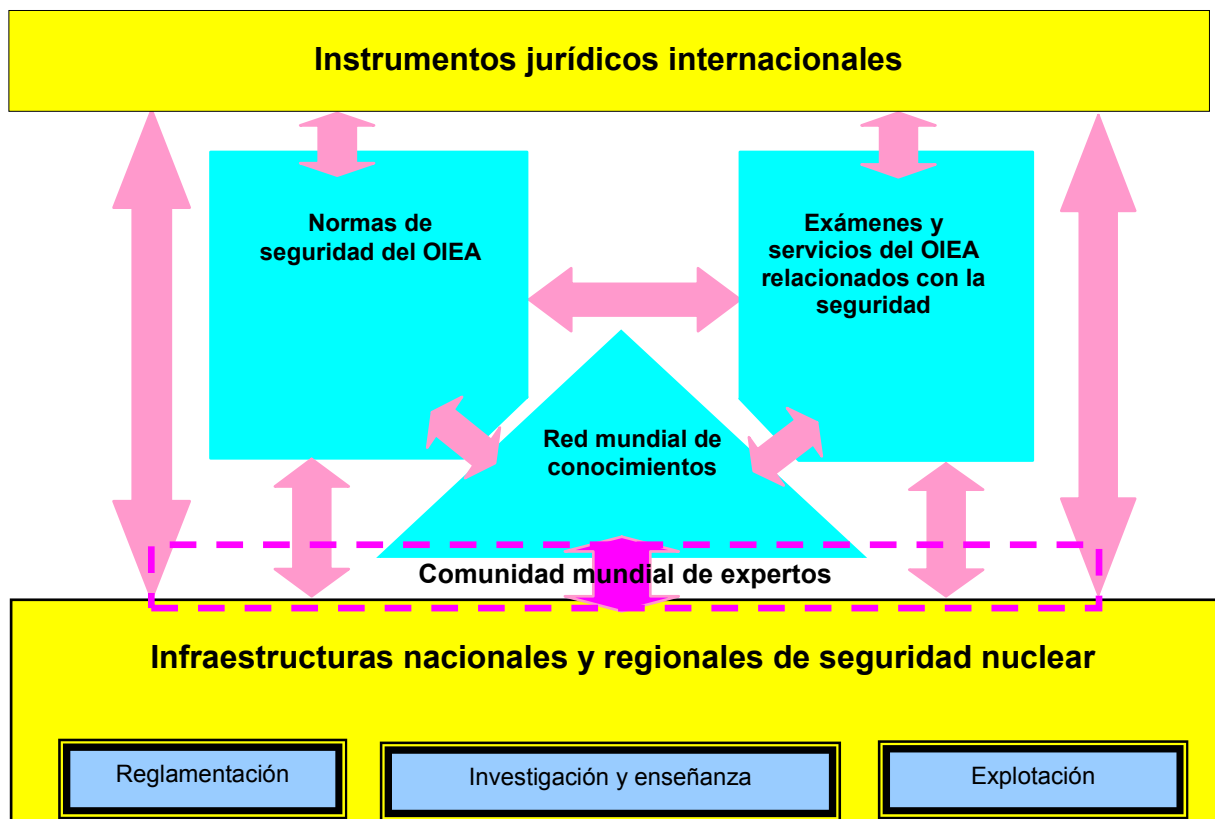 Instrumentos jurídicos internacionales
Normas de
seguridad del OIEA
Exámenes y
servicios del OIEA
relacionados con la
seguridad
Red mundial de
conocimientos
Comunidad mundial de expertos
Infraestructuras nacionales y regionales de seguridad nuclear
Reglamentación
Investigación y enseñanza
Explotación